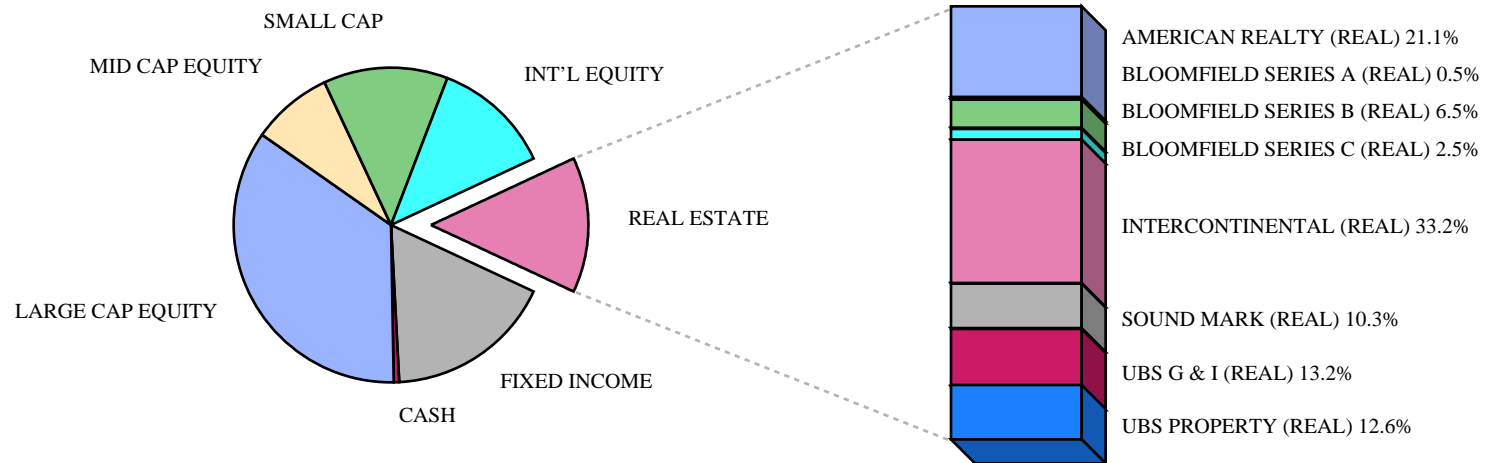 SMALL CAP
MID CAP EQUITY
INT'L EQUITY
REAL ESTATE
LARGE CAP EQUITY
FIXED INCOME
CASH
AMERICAN REALTY (REAL) 21.1%
BLOOMFIELD SERIES A (REAL) 0.5%
BLOOMFIELD SERIES B (REAL) 6.5%
BLOOMFIELD SERIES C (REAL) 2.5%
INTERCONTINENTAL (REAL) 33.2%
SOUND MARK (REAL) 10.3%
UBS G & I (REAL) 13.2%
UBS PROPERTY (REAL) 12.6%